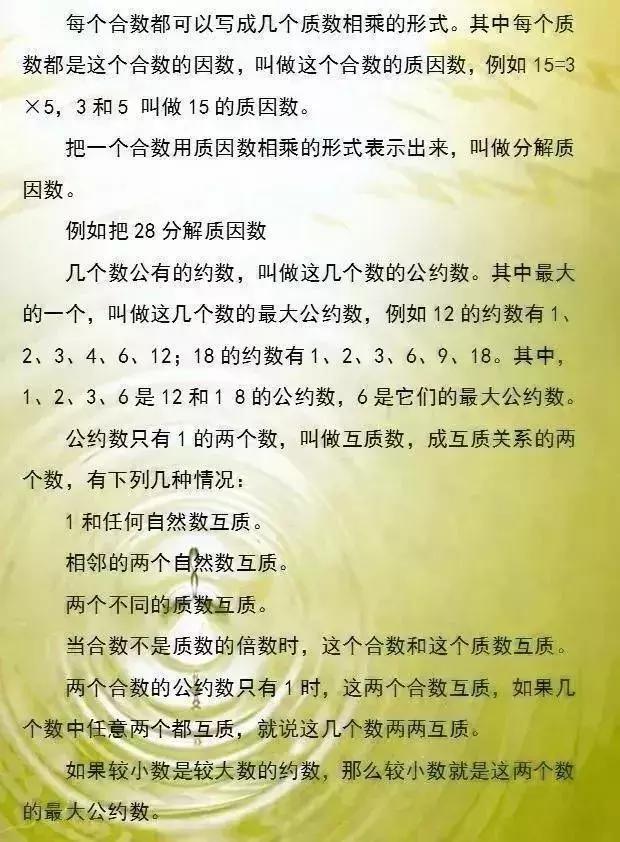 每个合数都可以写成几个质数相乘的形式。其中每个质
数都是这个合数的因数，叫做这个合数的质因数，例如15=3
×5，3和5 叫做15的质因数。
把一个合数用质因数相乘的形式表示出来，叫做分解质
因数。
例如把28分解质因数
几个数公有的约数，叫做这几个数的公约数。其中最大
的一个，叫做这几个数的最大公约数，例如12的约数有1、
2、3、4、6、12；18的约数有1、2、3、6、9、18。其中，
1、2、3、6是12和1 8的公约数，6是它们的最大公约数。
公约数只有1的两个数，叫做互质数，成互质关系的两
个数，有下列几种情况：
1和任何自然数互质。
相邻的两个自然数互质。
两个不同的质数互质。
当合数不是质数的倍数时，这个合数和这个质数互质。
两个合数的公约数只有1时，这两个合数互质，如果几
个数中任意两个都互质，就说这几个数两两互质。
如果较小数是较大数的约数，那么较小数就是这两个数
的最大公约数。